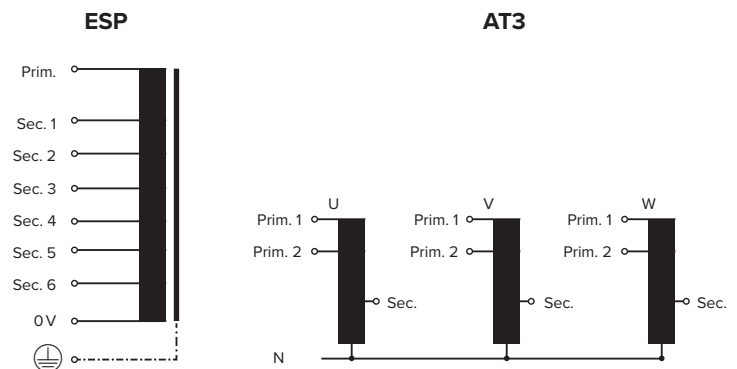 ESP
Prim.
Sec. 1
Sec. 2
Sec. 3
Sec. 4
Sec. 5
Sec. 6
0 V
AT3
U
Prim. 1
Prim. 2
Sec.
V
Prim. 1
Prim. 2
Sec.
W
Prim. 1
Prim. 2
Sec.
N